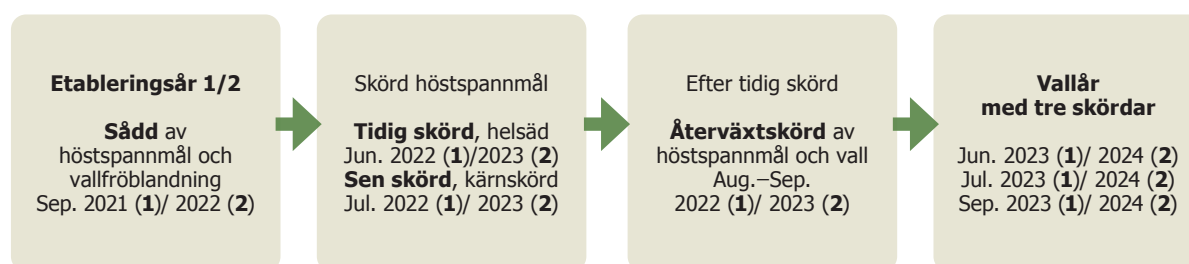 Etableringsår 1/2
Sådd av
höstspannmål och
vallfröblandning
Sep. 2021 (1)/ 2022 (2)
Skörd höstspannmål
Tidig skörd, helsäd
Jun. 2022 (1)/2023 (2)
Sen skörd, kärnskörd
Jul. 2022 (1)/ 2023 (2)
Efter tidig skörd
Återväxtskörd av
höstspannmål och vall
Aug.–Sep.
2022 (1)/ 2023 (2)
Vallår
med tre skördar
Jun. 2023 (1)/ 2024 (2)
Jul. 2023 (1)/ 2024 (2)
Sep. 2023 (1)/ 2024 (2)